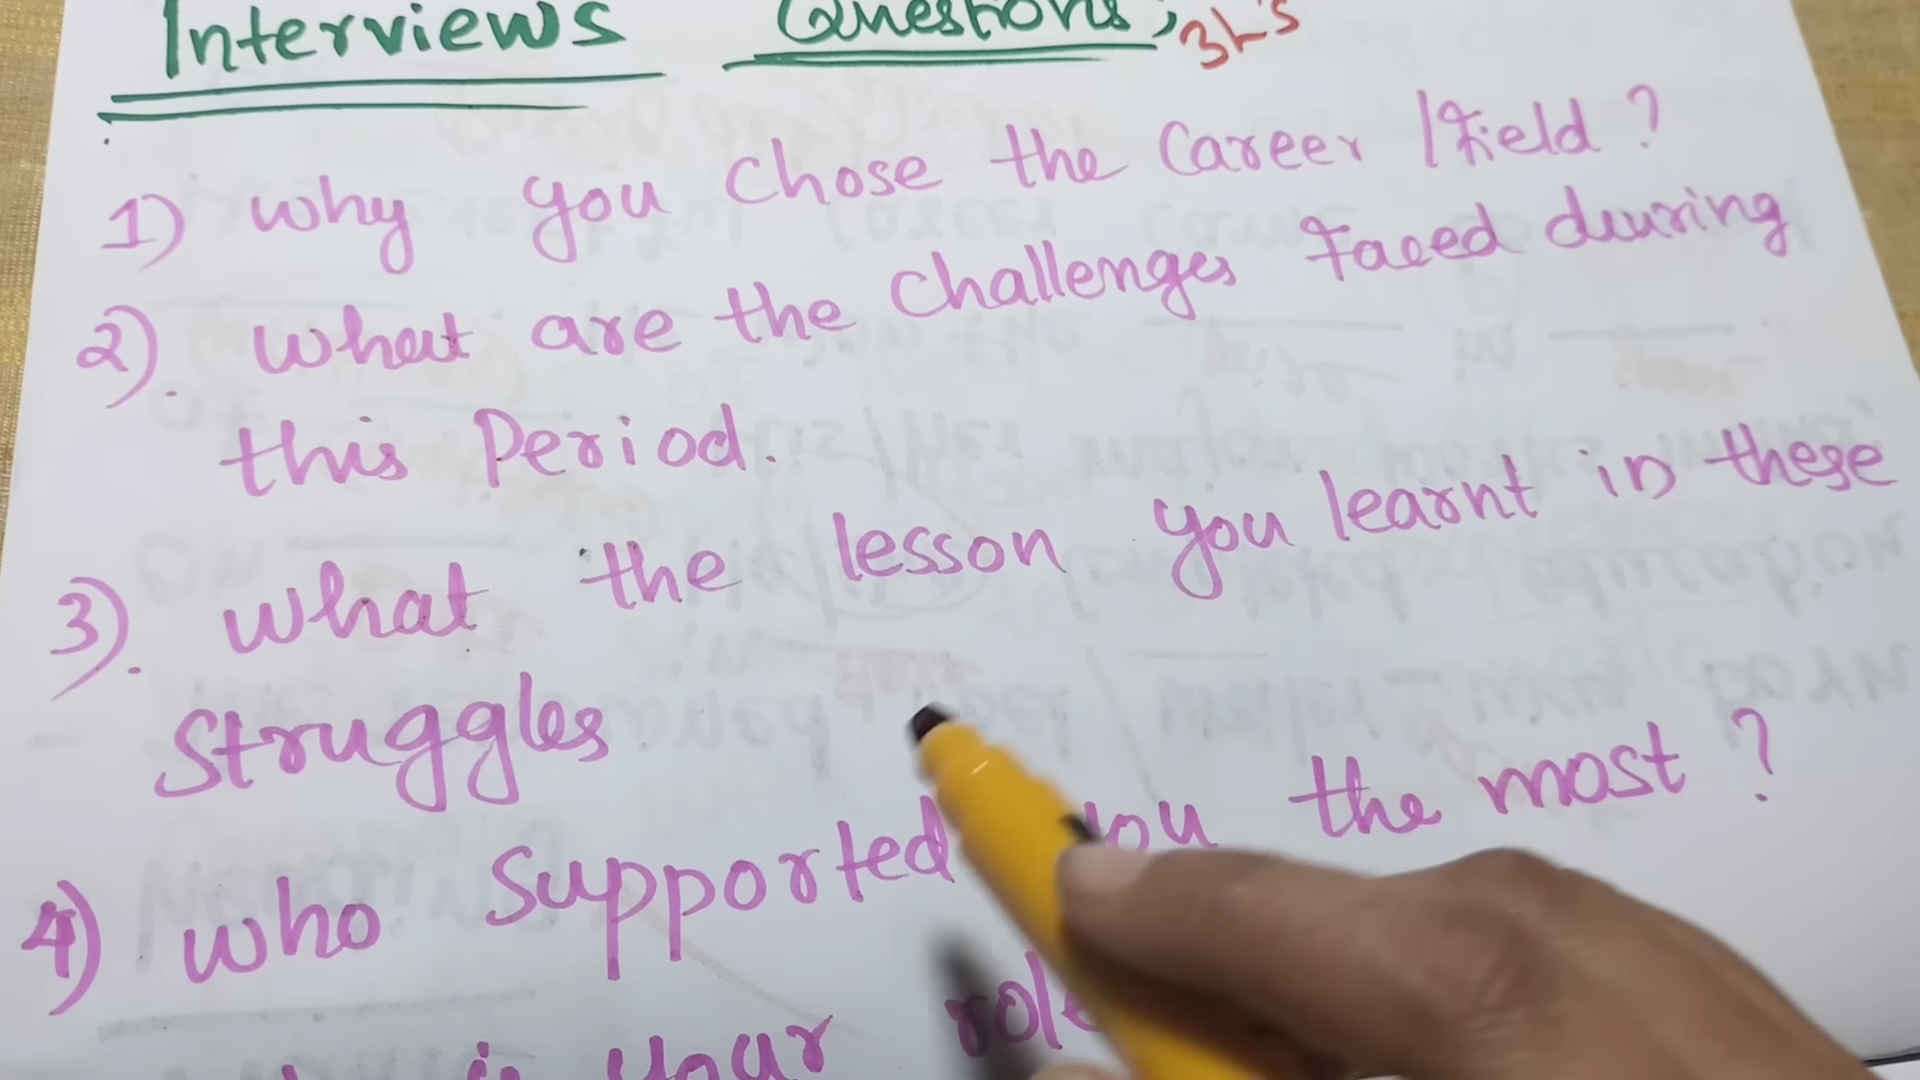 Interviews Questions; 3L's
1) Why you chose the Career / field?
2). What are the challenges faced during
this Period.
3). What the lesson you learnt in these
Struggles
4) who supported you the most?
is your role